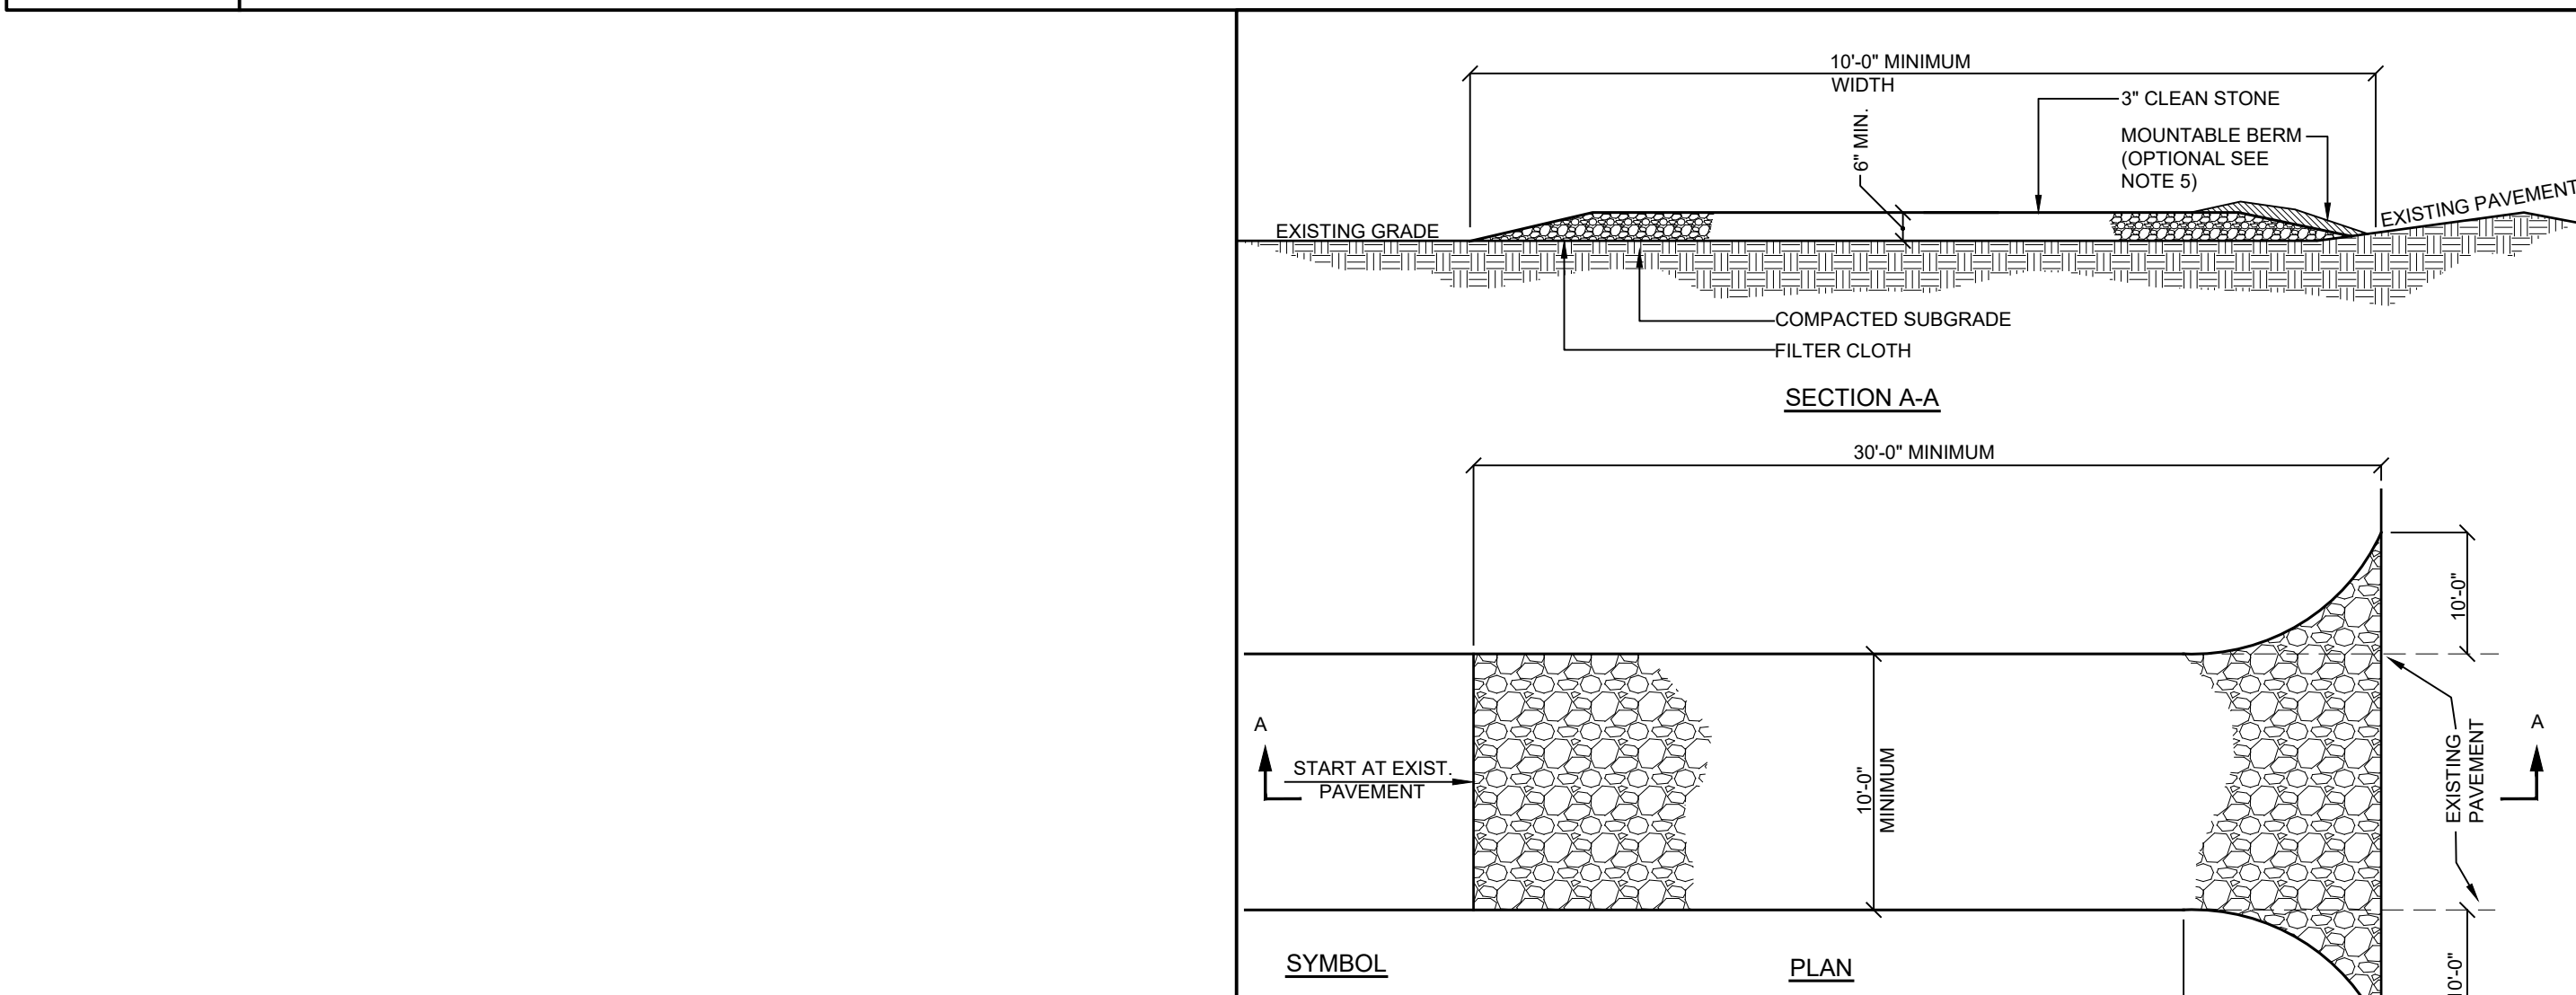 10'-0" MINIMUM
WIDTH
6" MIN.
3" CLEAN STONE
MOUNTABLE BERM
(OPTIONAL SEE
NOTE 5)
EXISTING PAVEMENT
EXISTING GRADE
COMPACTED SUBGRADE
FILTER CLOTH
SECTION A-A
30'-0" MINIMUM
10'-0"
A
START AT EXIST.
PAVEMENT
10'-0"
MINIMUM
EXISTING
PAVEMENT
A
SYMBOL
PLAN
10'-0"